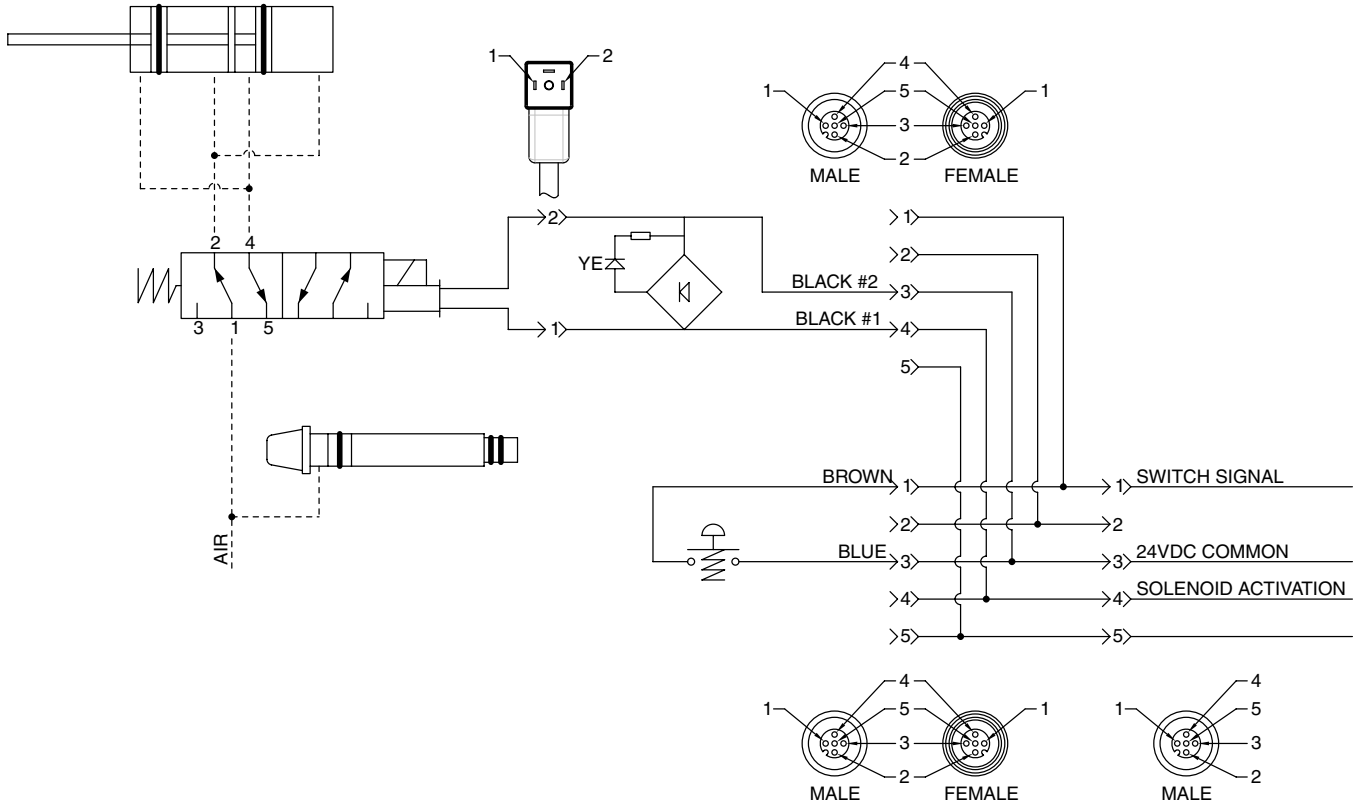 1 2
4
1 5 1
3
2
MALE FEMALE
2 1
2
2 4
YE
BLACK #2 3
BLACK #1 4
3 1 5 1
5
BROWN 1 1 SWITCH SIGNAL
2 2
AIR
BLUE 3 3 24VDC COMMON
4 4 SOLENOID ACTIVATION
5 5
4 4
1 5 1 1 5
3 3
2 2
MALE FEMALE MALE